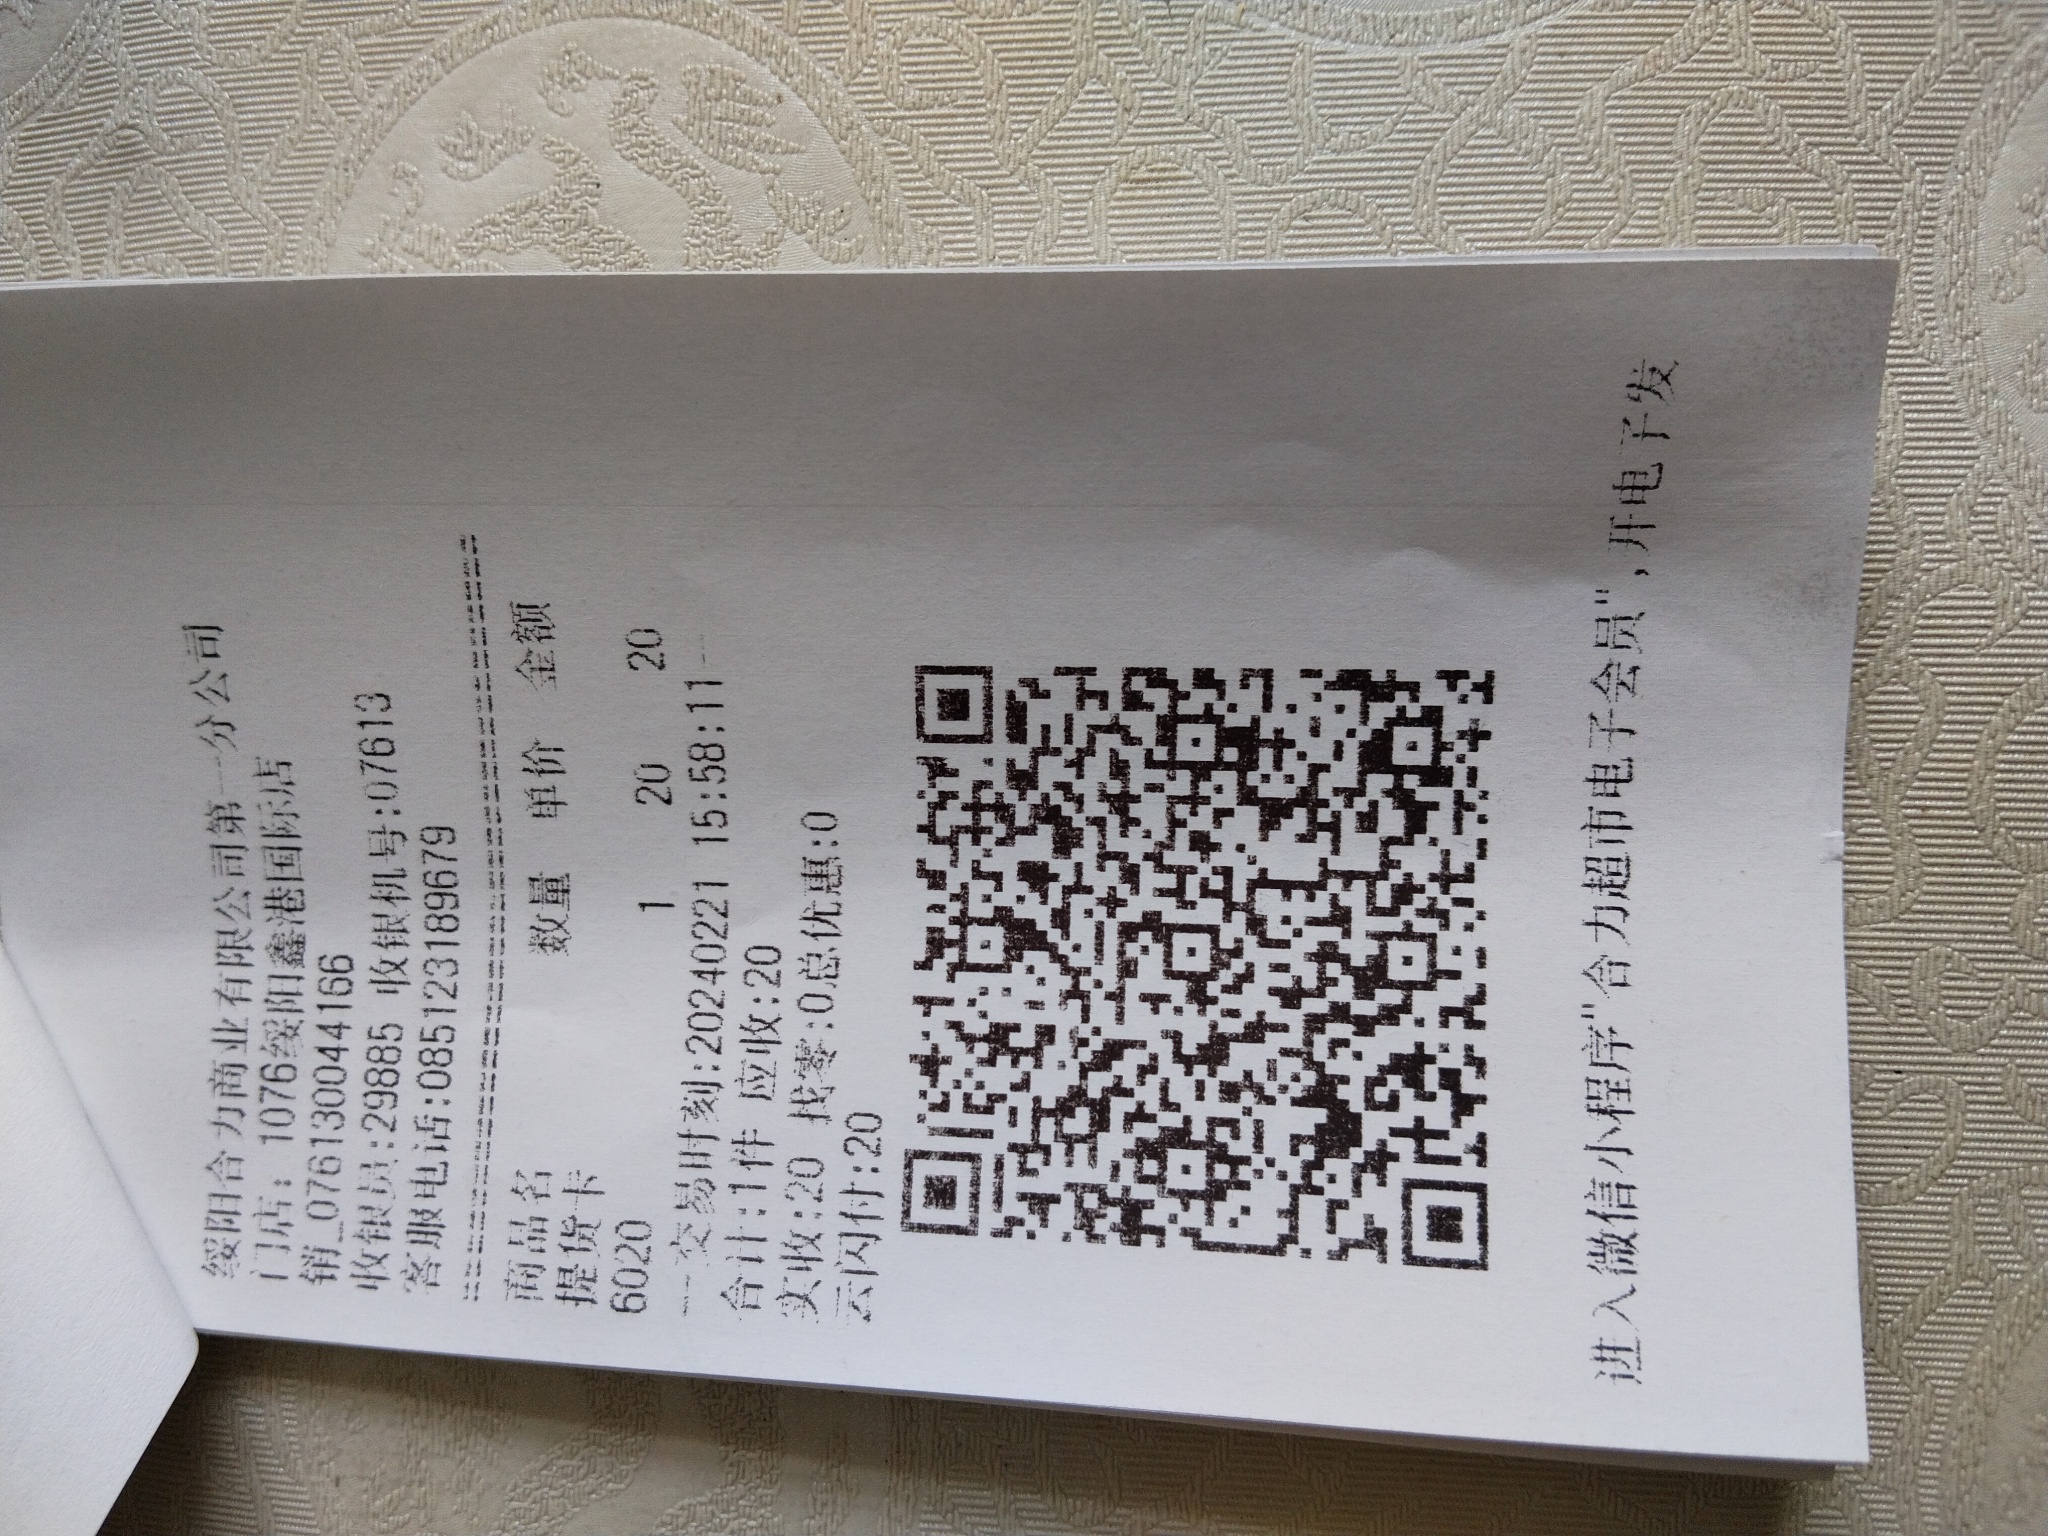 绥阳合力商业有限公司第一分公司
门店: 1076绥阳鑫港国际店
销_0761300044166
收银员:29885 收银机号:07613
客服电话:085123189679
商品名 数量 单价 金额
提货卡
6020 1 20 20
一交易时刻:20240221 15:58:11一
合计:1件 应收:20
实收:20 找零:0总优惠:0
云闪付:20
进入微信小程序"合力超市电子会员",开电子发